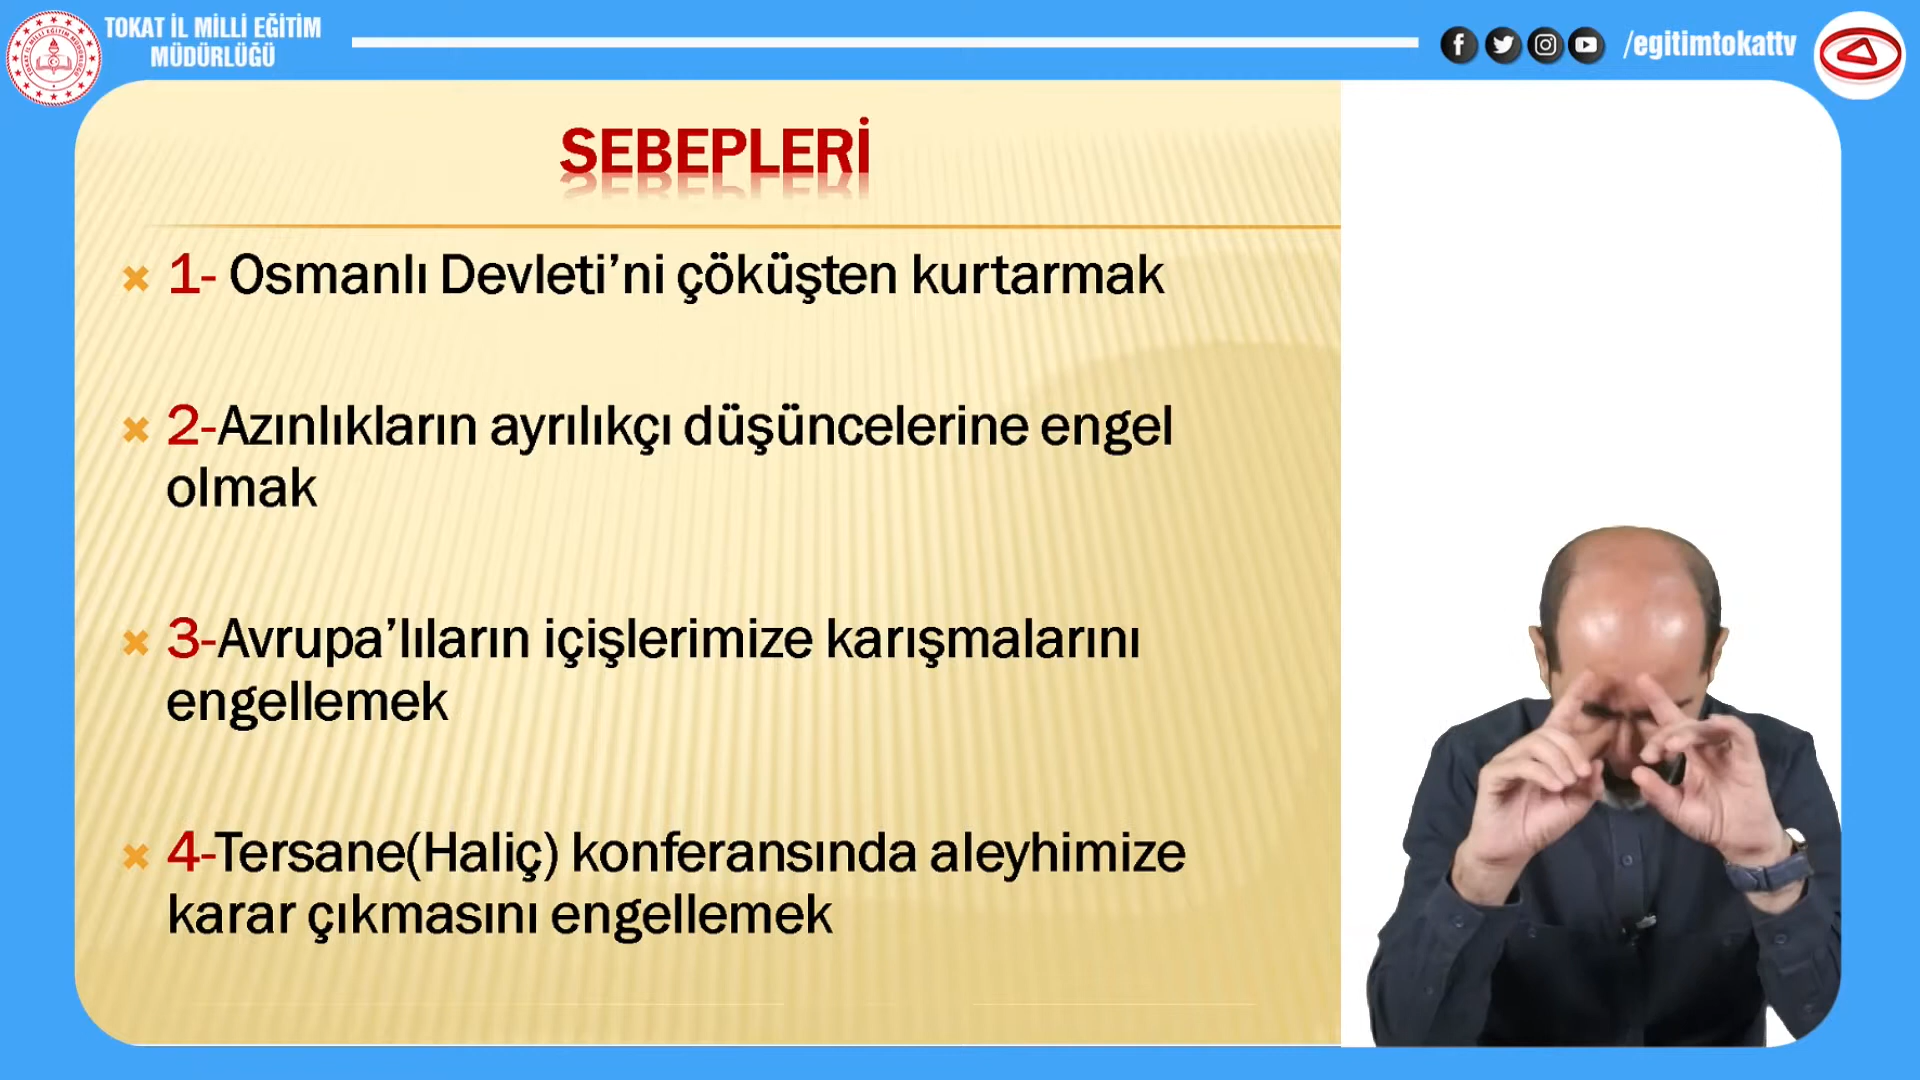 TOKAT İL MİLLİ EĞİTİM
MÜDÜRLÜĞÜ
/egitimtokattv
SEBEPLERİ
1- Osmanlı Devleti’ni çöküşten kurtarmak
2-Azınlıkların ayrılıkçı düşüncelerine engel
olmak
3-Avrupa’lıların içişlerimize karışmalarını
engellemek
4-Tersane(Haliç) konferansında aleyhimize
karar çıkmasını engellemek